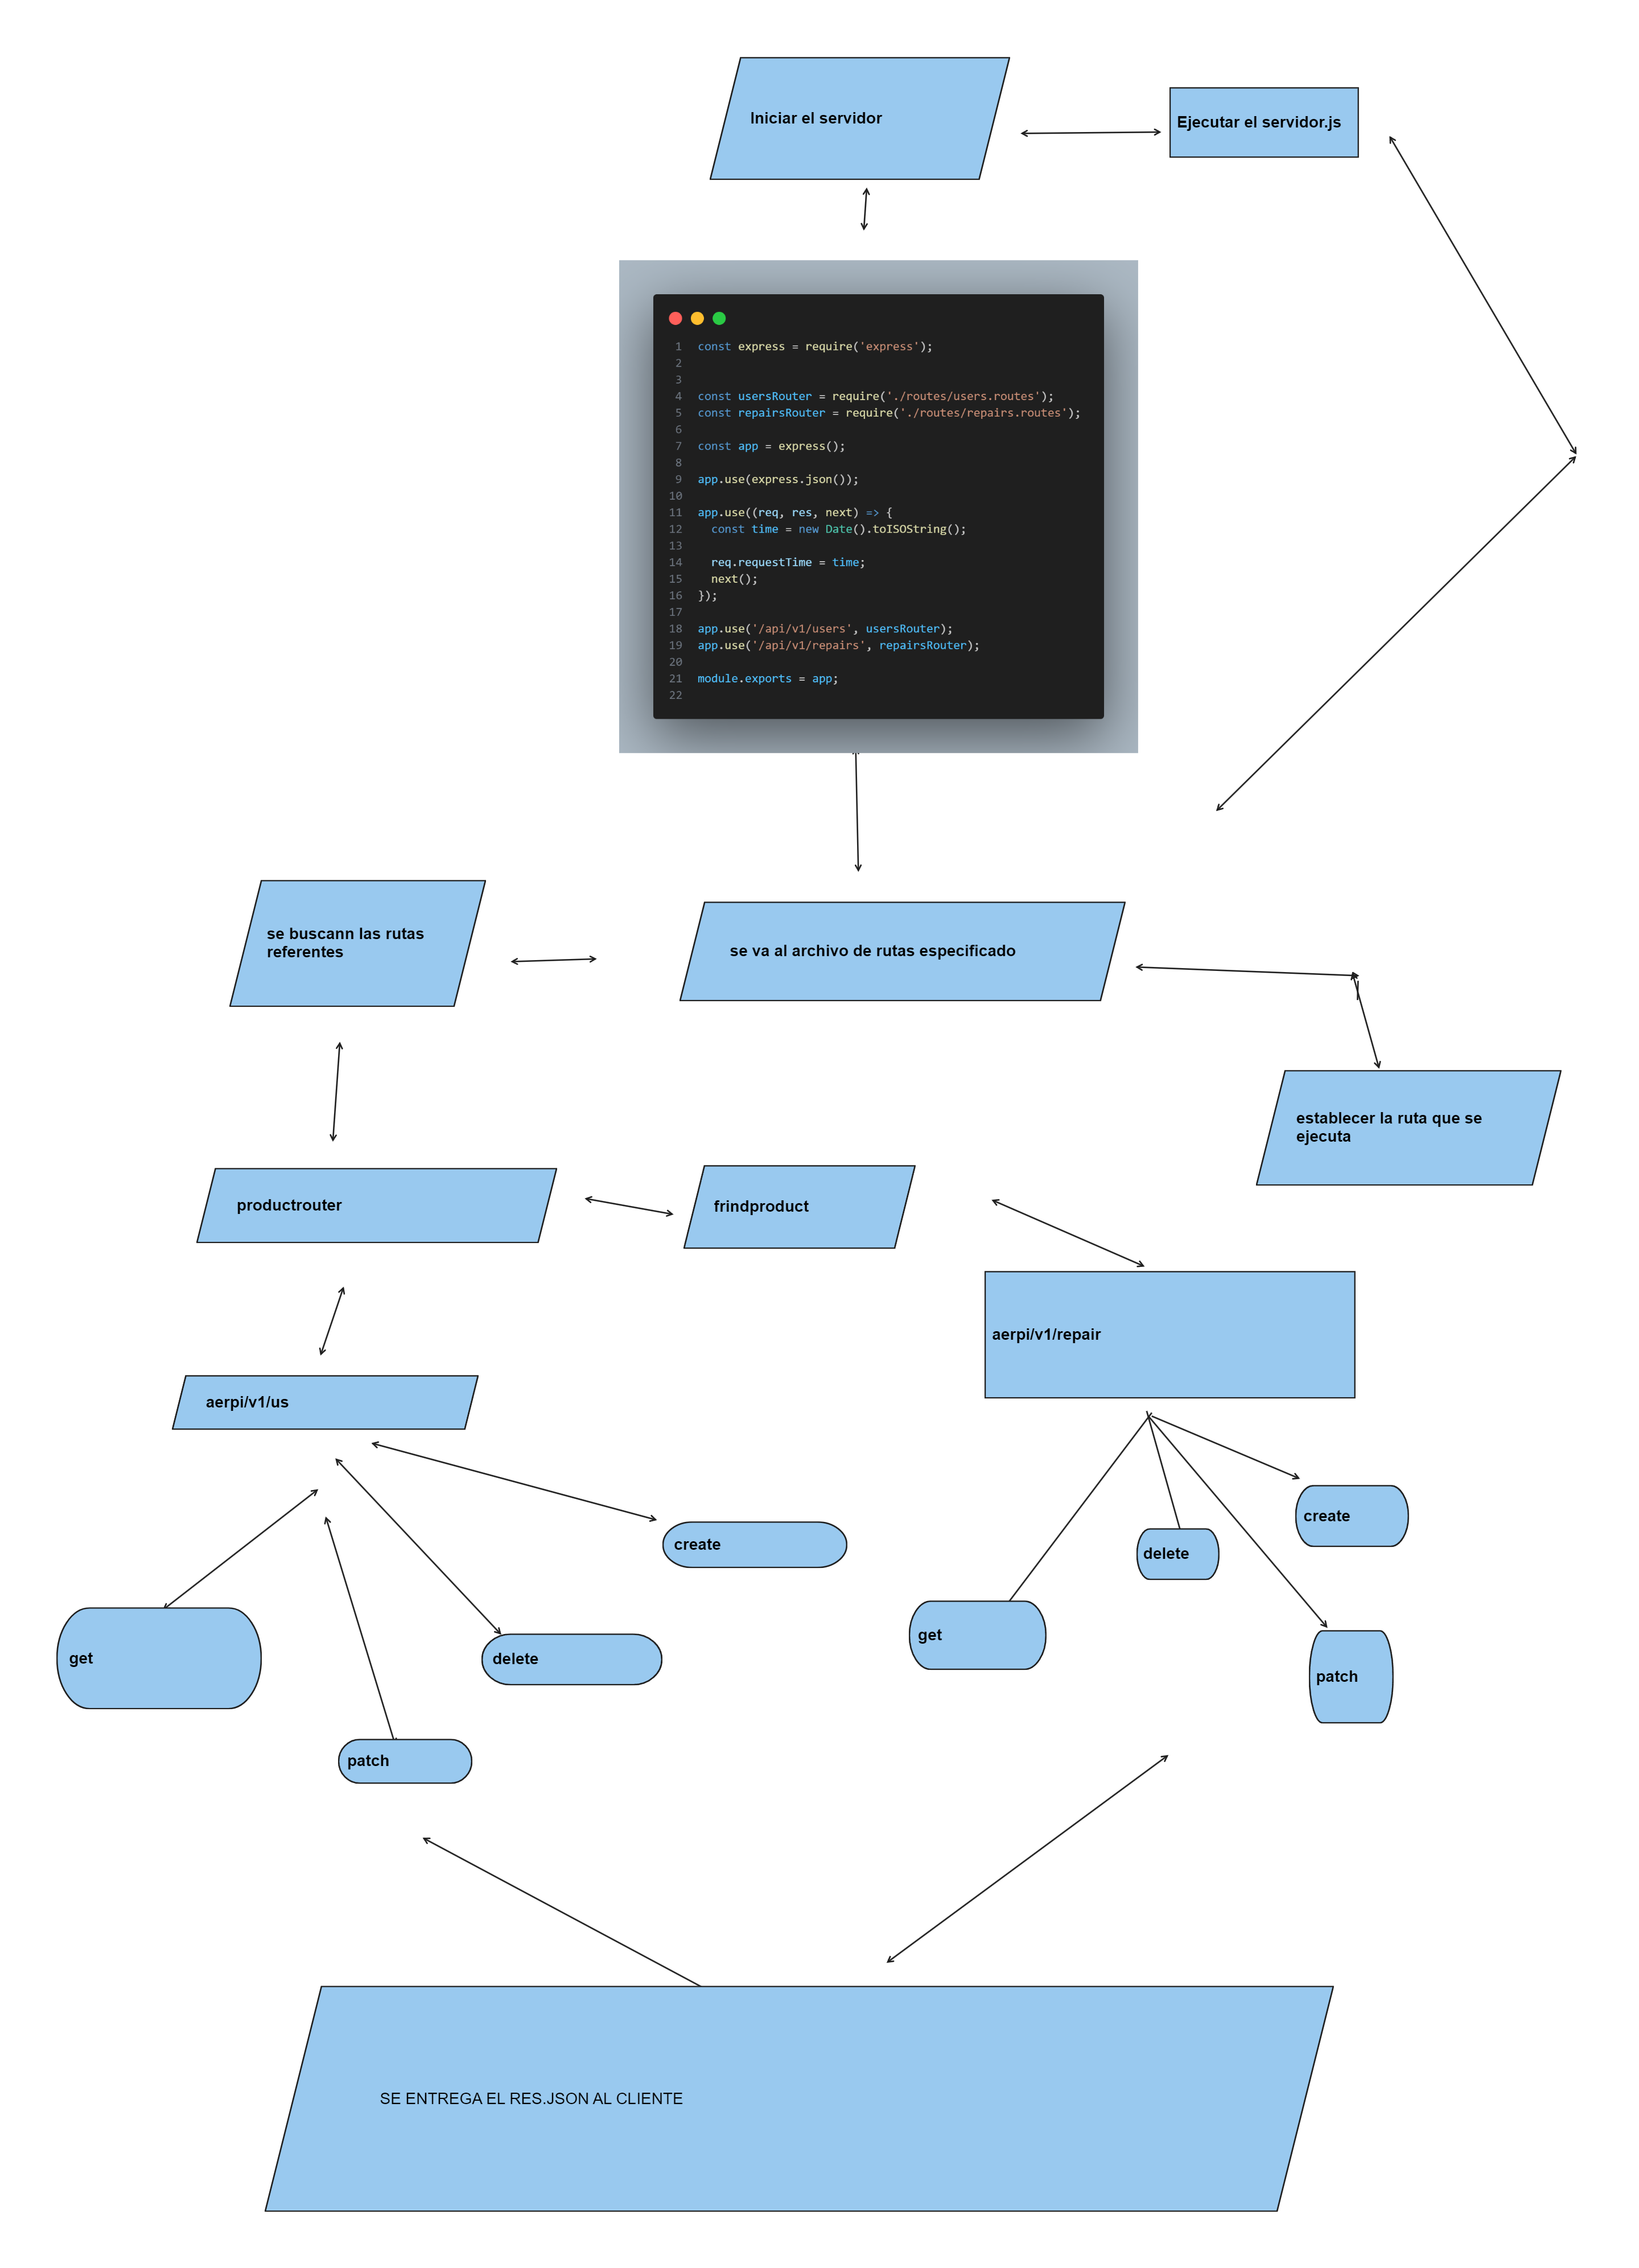 Iniciar el servidor
Ejecutar el servidor.js
1 const express = require('express');
2
3
4 const usersRouter = require('./routes/users.routes');
5 const repairsRouter = require('./routes/repairs.routes');
6
7 const app = express();
8
9 app.use(express.json());
10
11 app.use((req, res, next) => {
12   const time = new Date().toISOString();
13
14   req.requestTime = time;
15   next();
16 });
17
18 app.use('/api/v1/users', usersRouter);
19 app.use('/api/v1/repairs', repairsRouter);
20
21 module.exports = app;
22
se buscann las rutas
referentes
se va al archivo de rutas especificado
establecer la ruta que se
ejecuta
productrouter
frindproduct
aerpi/v1/repair
aerpi/v1/us
create
create
delete
get
get
delete
patch
patch
SE ENTREGA EL RES.JSON AL CLIENTE